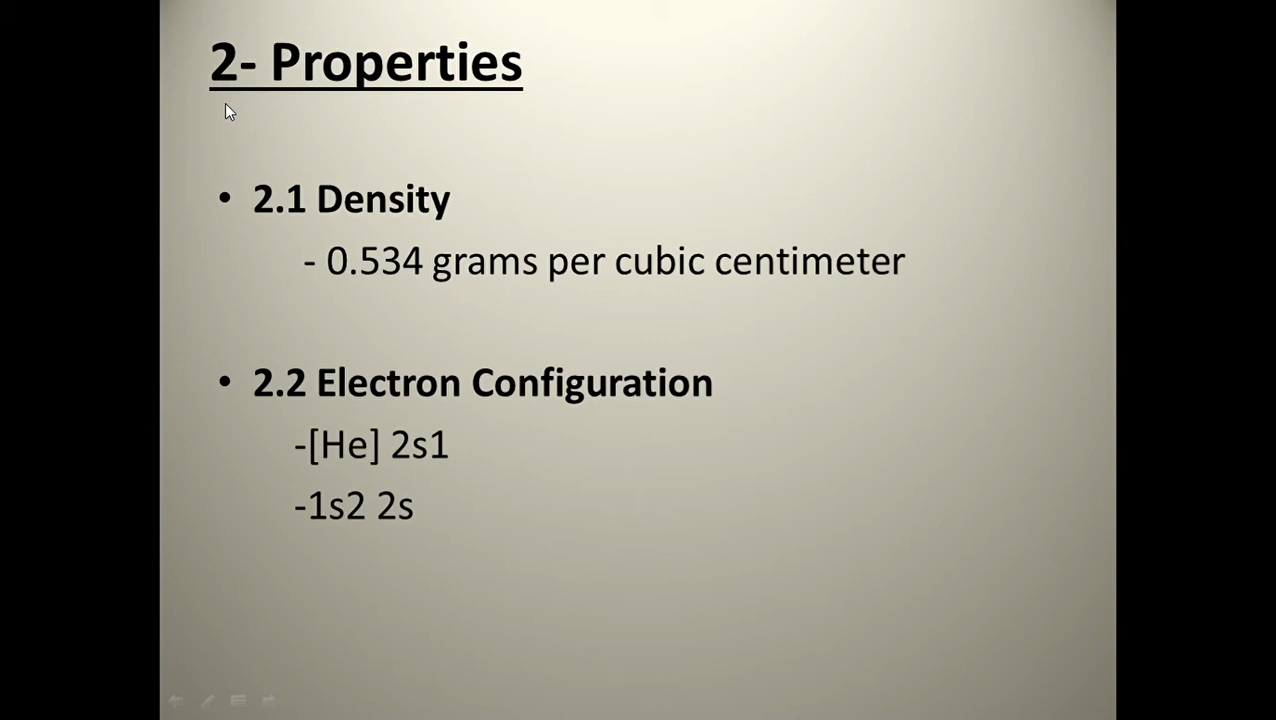 2- Properties
• 2.1 Density
- 0.534 grams per cubic centimeter
• 2.2 Electron Configuration
-[He] 2s1
-1s2 2s